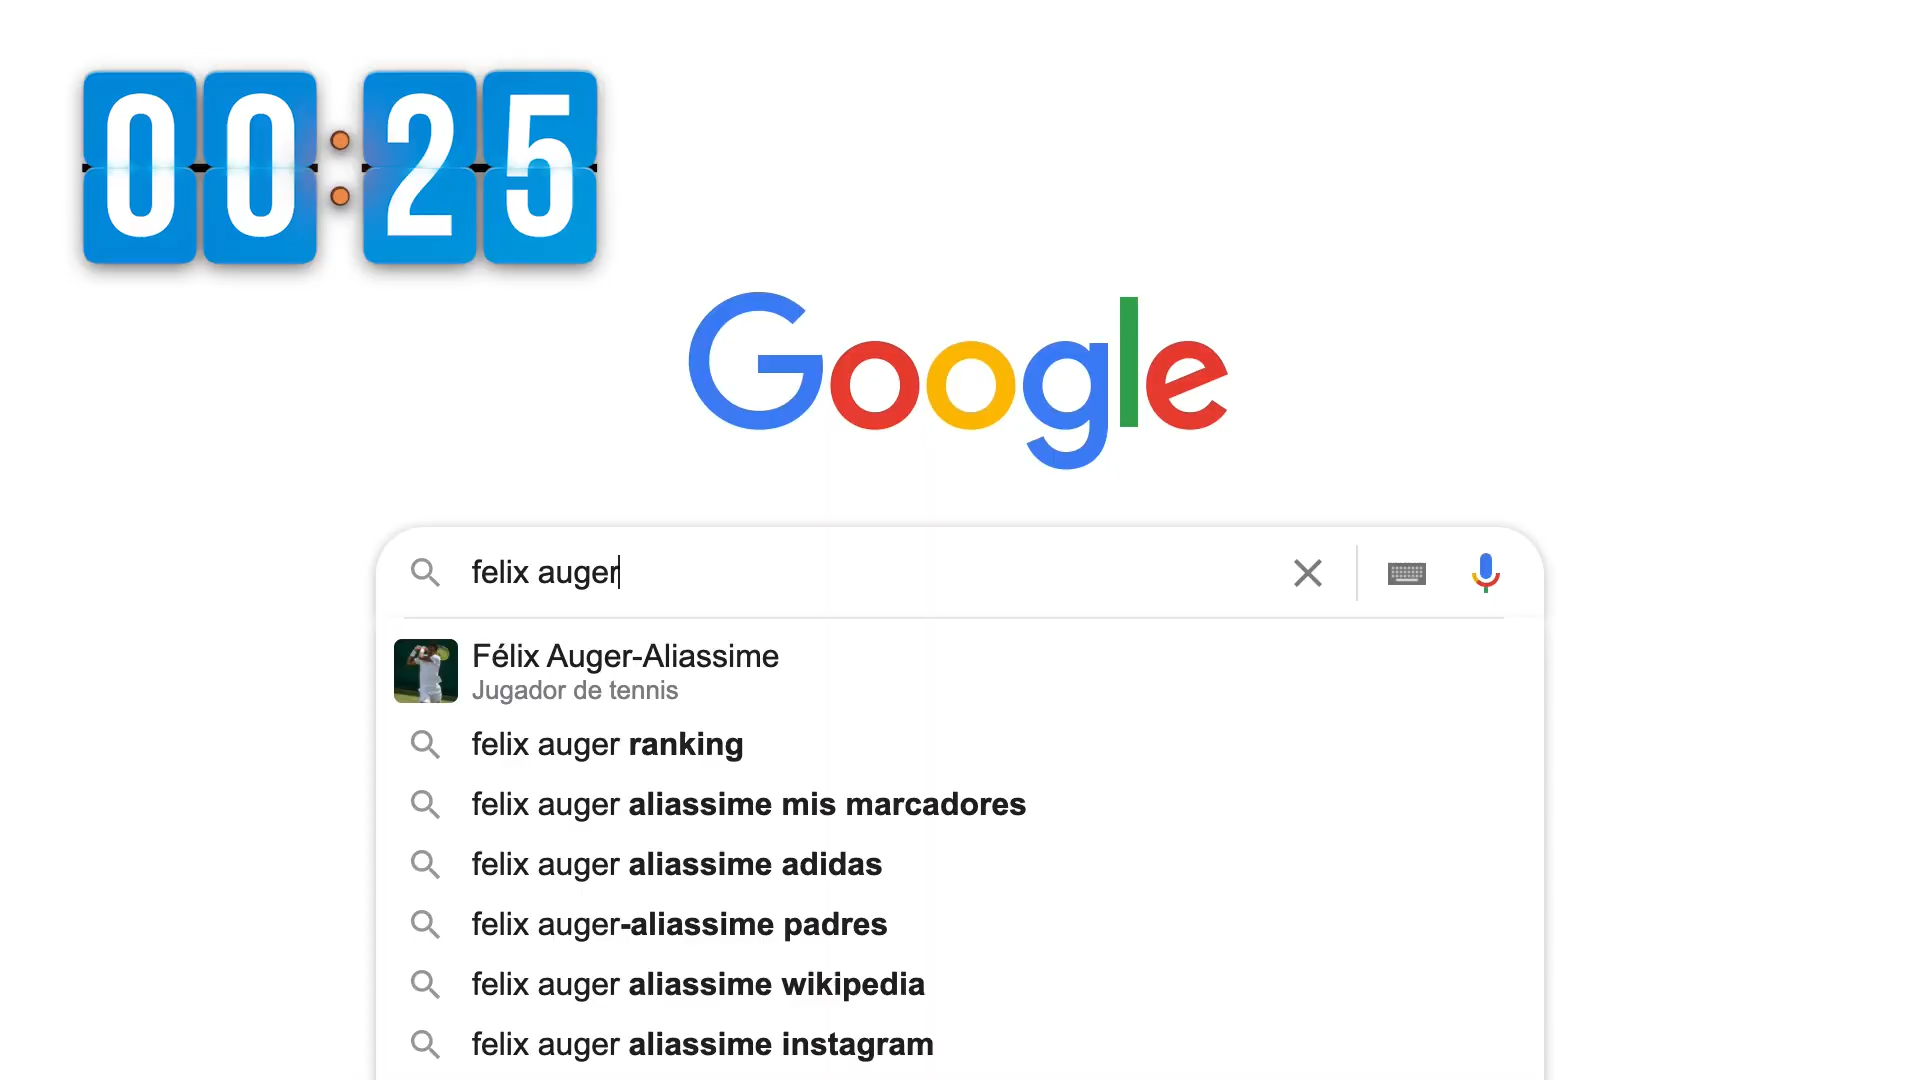 00:25
Google
felix auger
Félix Auger-Aliassime
Jugador de tennis
felix auger ranking
felix auger aliassime mis marcadores
felix auger aliassime adidas
felix auger-aliassime padres
felix auger aliassime wikipedia
felix auger aliassime instagram